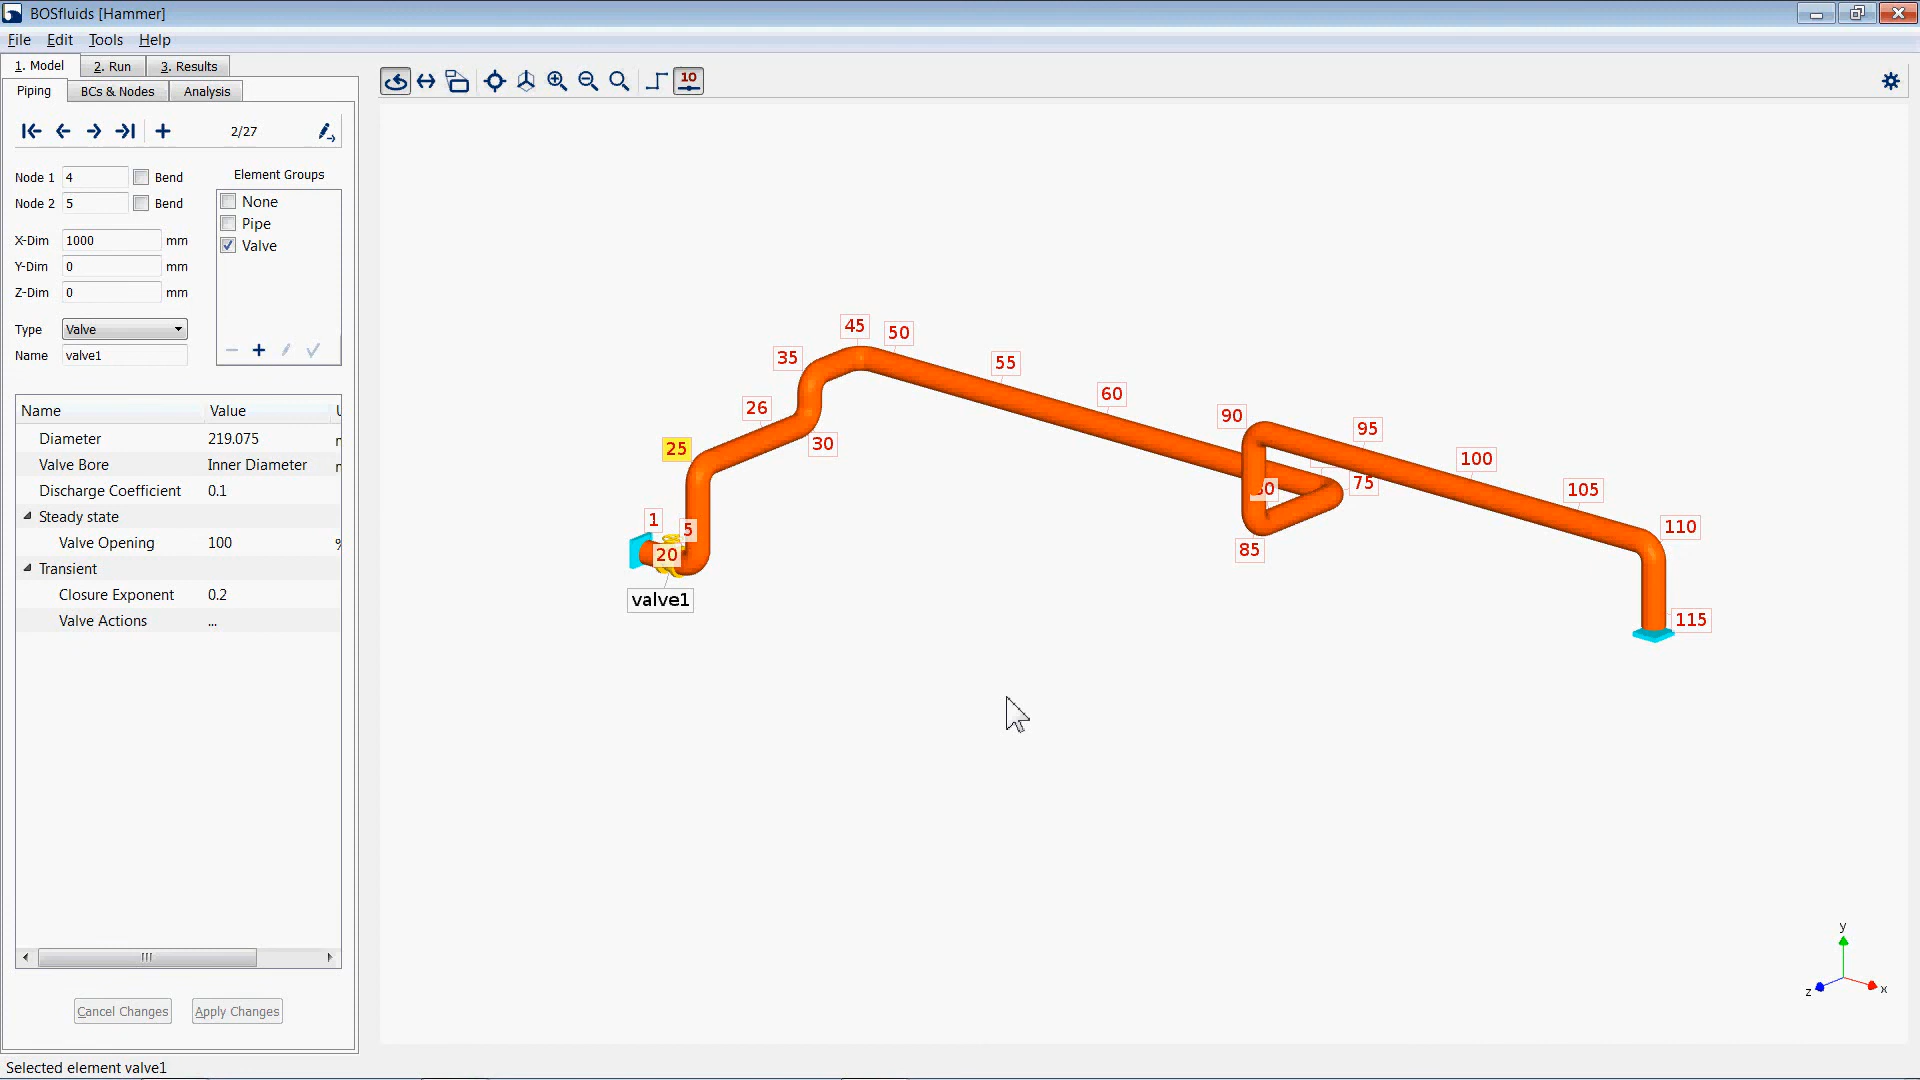 BOSfluids [Hammer]
File Edit Tools Help
1. Model 2. Run 3. Results
Piping BCs & Nodes Analysis
2/27
10
Node 1 4 Bend
Node 2 5 Bend
X-Dim 1000 mm
Y-Dim 0 mm
Z-Dim 0 mm
Type Valve
Name valve1
Element Groups
None
Pipe
Valve
Name Value
Diameter 219.075
Valve Bore Inner Diameter
Discharge Coefficient 0.1
Steady state
Valve Opening 100 %
Transient
Closure Exponent 0.2
Valve Actions ...
Cancel Changes Apply Changes
Selected element valve1
45
50
35
55
60
26
90
95
30
25
100
75
105
1
5
20
110
85
valve1
115
y
z
x